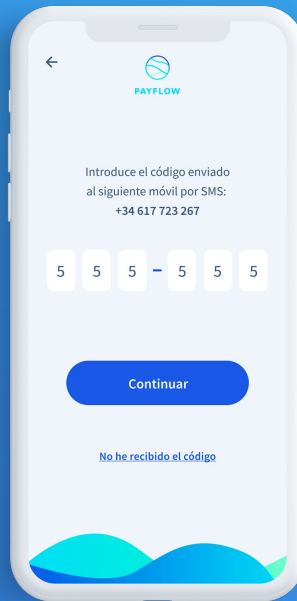 PAYFLOW
Introduce el código enviado
al siguiente móvil por SMS:
+34 617 723 267
5 5 5 – 5 5 5
Continuar
No he recibido el código